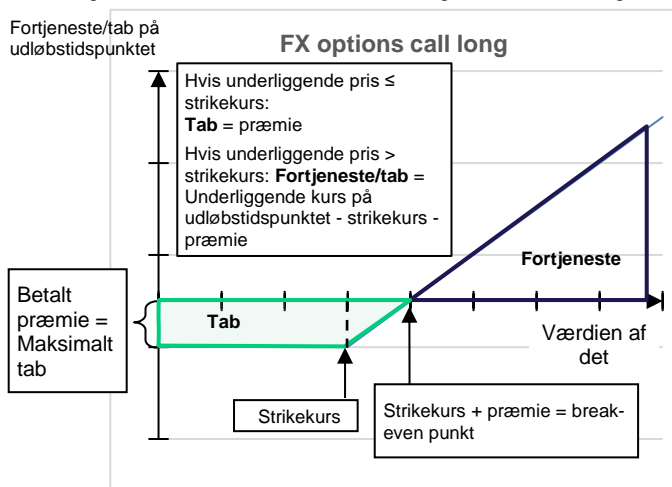 Fortjeneste/tab på
udløbstidspunktet
FX options call long
Hvis underliggende pris ≤
strikekurs:
Tab = præmie
Hvis underliggende pris >
strikekurs: Fortjeneste/tab =
Underliggende kurs på
udløbstidspunktet - strikekurs -
præmie
Fortjeneste
Betalt
præmie =
Maksimalt
tab
Tab
Værdien af
det
Strikekurs
Strikekurs + præmie = break-
even punkt